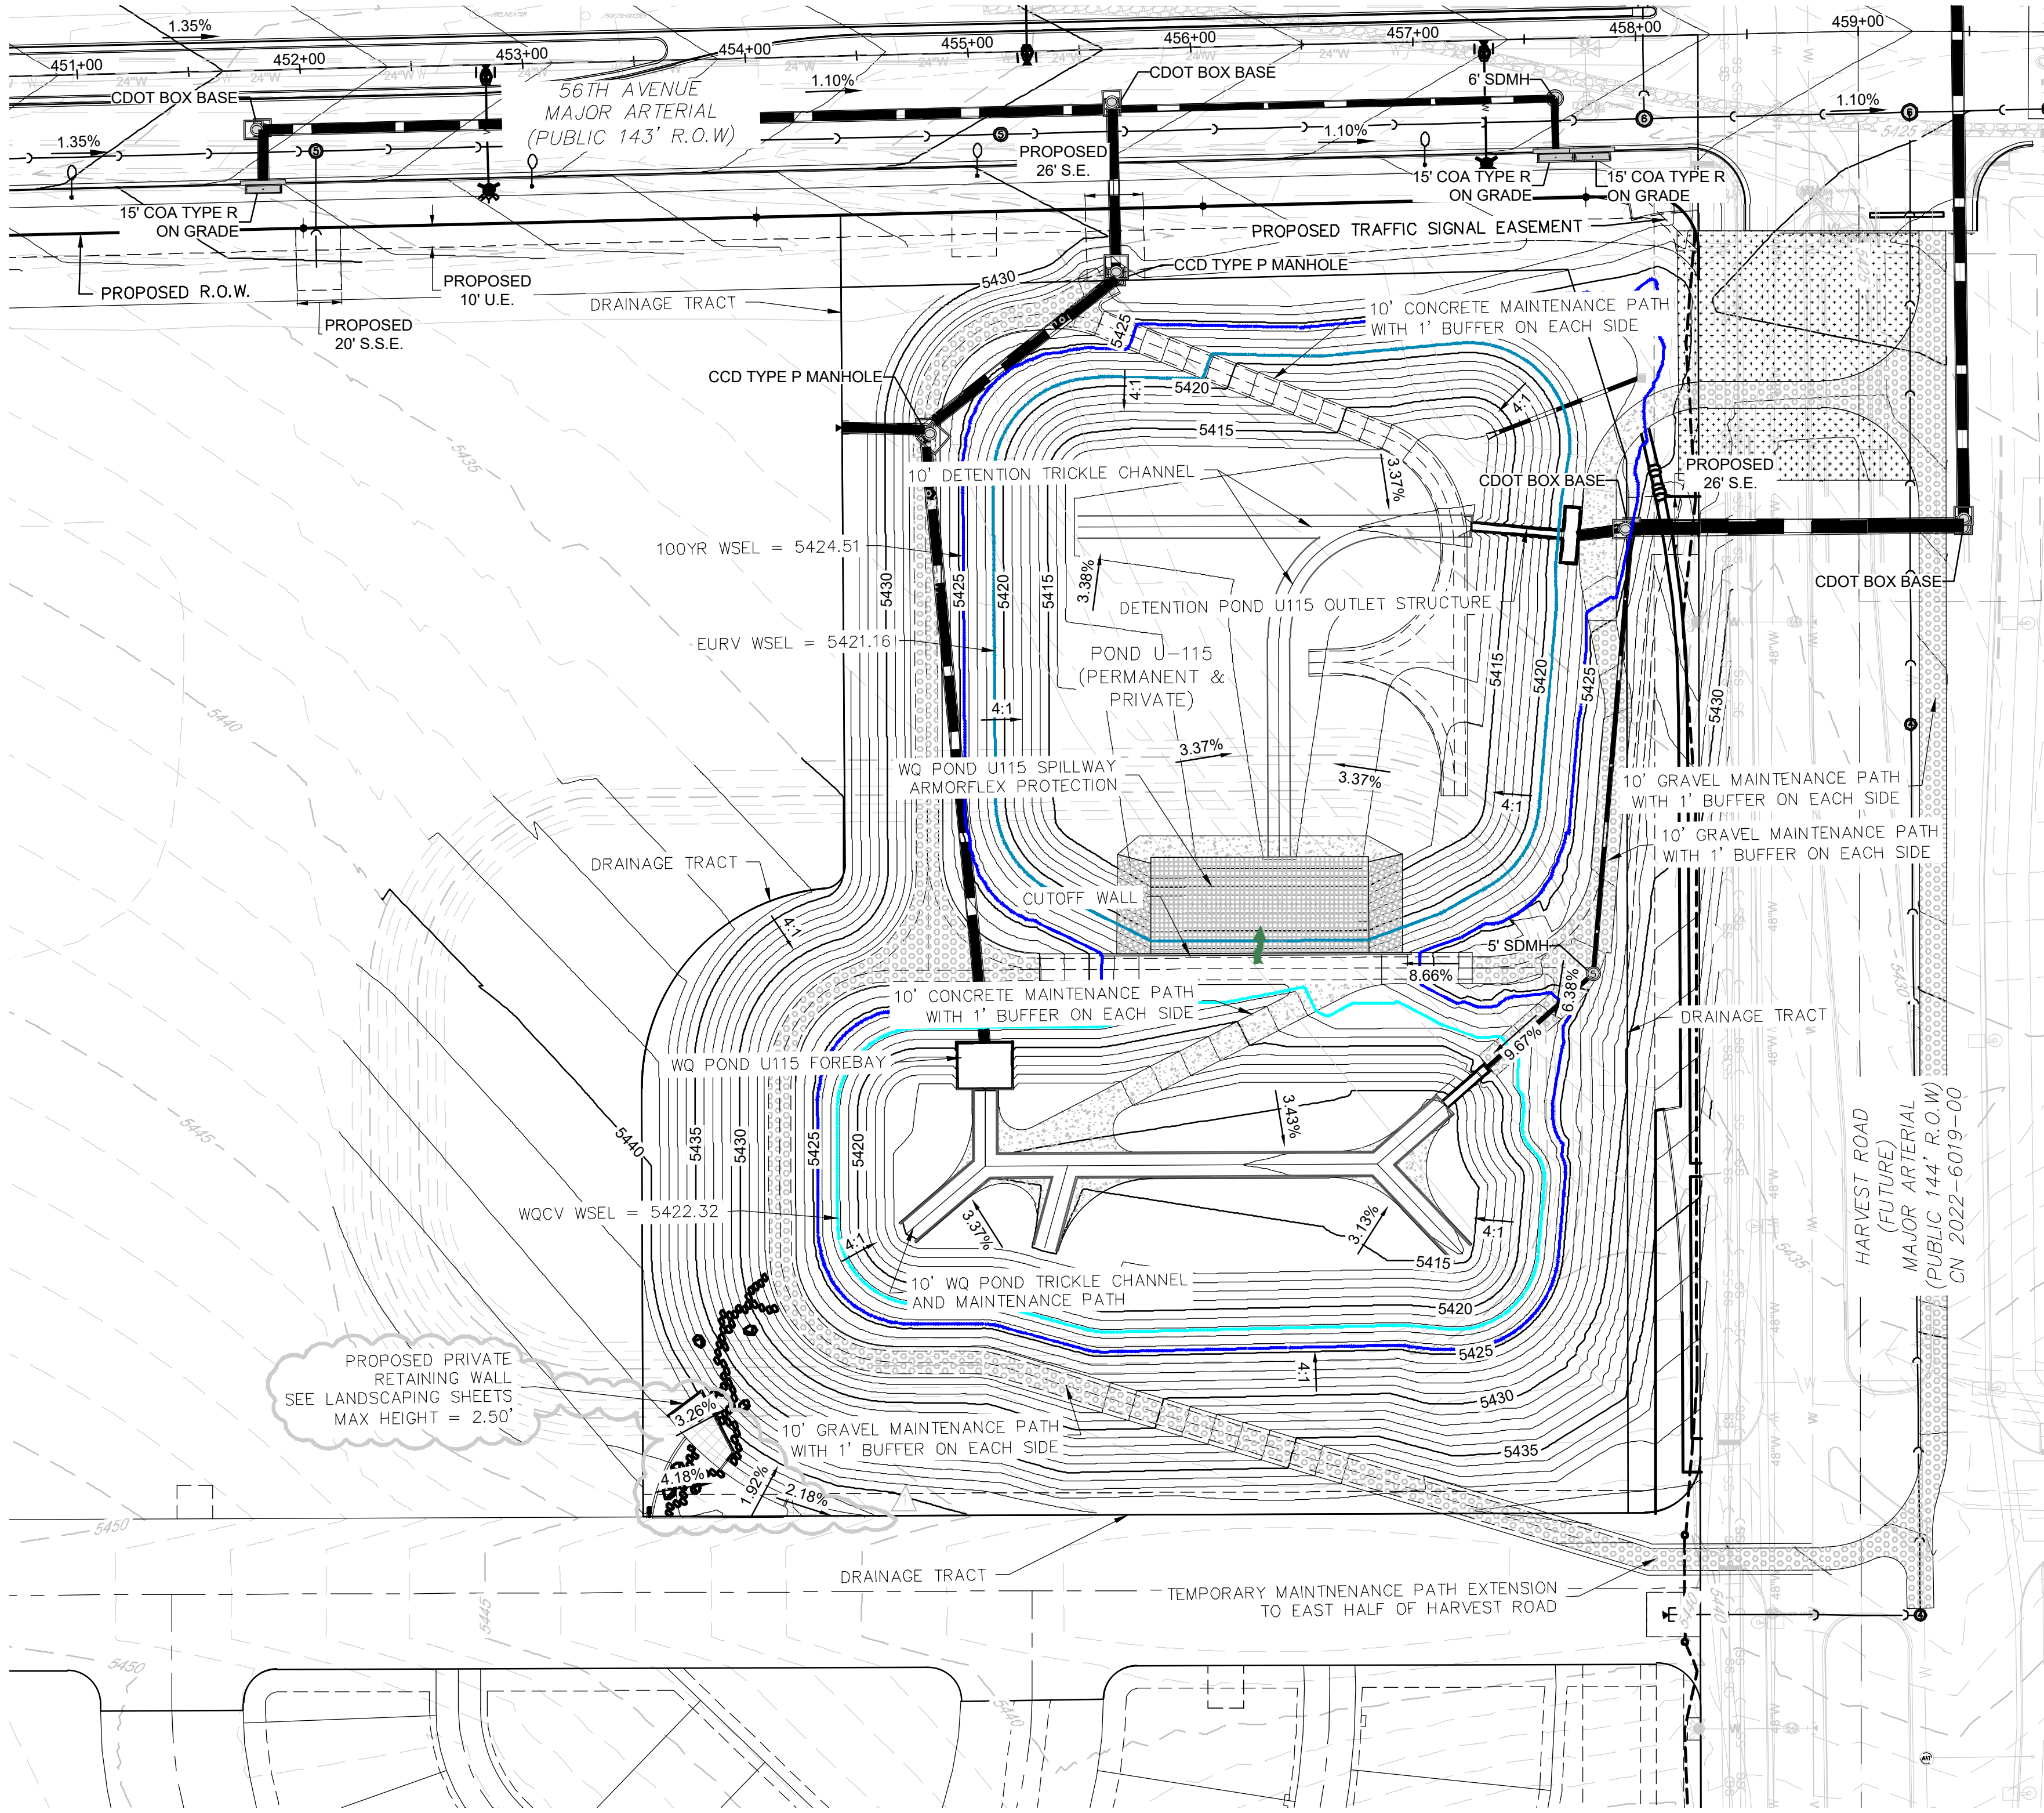 1.35%
451+00
452+00
453+00
454+00
455+00
456+00
457+00
458+00
459+00
24"W
24"W
24"W
24"W
24"W
CDOT BOX BASE
56TH AVENUE
MAJOR ARTERIAL
(PUBLIC 143' R.O.W)
1.10%
CDOT BOX BASE
6' SDMH
1.10%
1.35%
1.10%
5425
PROPOSED
26' S.E.
15' COA TYPE R
ON GRADE
15' COA TYPE R
ON GRADE
15' COA TYPE R
ON GRADE
PROPOSED TRAFFIC SIGNAL EASEMENT
PROPOSED R.O.W.
PROPOSED
10' U.E.
PROPOSED
20' S.S.E.
DRAINAGE TRACT
5430
CCD TYPE P MANHOLE
10' CONCRETE MAINTENANCE PATH
WITH 1' BUFFER ON EACH SIDE
5425
CCD TYPE P MANHOLE
4:1
5420
4:1
5415
5435
10' DETENTION TRICKLE CHANNEL
3.37%
CDOT BOX BASE
PROPOSED
26' S.E.
100YR WSEL = 5424.51
5430
5425
5420
5415
3.38%
CDOT BOX BASE
DETENTION POND U115 OUTLET STRUCTURE
EURV WSEL = 5421.16
POND U-115
(PERMANENT &
PRIVATE)
5415
5420
5425
5430
48"W
5440
4:1
3.37%
3.37%
WQ POND U115 SPILLWAY
ARMORFLEX PROTECTION
4:1
10' GRAVEL MAINTENANCE PATH
WITH 1' BUFFER ON EACH SIDE
10' GRAVEL MAINTENANCE PATH
WITH 1' BUFFER ON EACH SIDE
DRAINAGE TRACT
4:1
CUTOFF WALL
5' SDMH
8.66%
6.38%
5430
10' CONCRETE MAINTENANCE PATH
WITH 1' BUFFER ON EACH SIDE
DRAINAGE TRACT
9.67%
WQ POND U115 FOREBAY
3.43%
5445
5440
5435
5430
5425
5420
HARVEST ROAD
(FUTURE)
MAJOR ARTERIAL
(PUBLIC 144' R.O.W)
CN 2022-6019-00
WQCV WSEL = 5422.32
4:1
3.37%
3.13%
4:1
5415
5435
10' WQ POND TRICKLE CHANNEL
AND MAINTENANCE PATH
5420
5425
4:1
PROPOSED PRIVATE
RETAINING WALL
SEE LANDSCAPING SHEETS
MAX HEIGHT = 2.50'
3.26%
5430
10' GRAVEL MAINTENANCE PATH
WITH 1' BUFFER ON EACH SIDE
5435
4.18%
1.92%
2.18%
5450
DRAINAGE TRACT
TEMPORARY MAINTNENANCE PATH EXTENSION
TO EAST HALF OF HARVEST ROAD
5445
5440
E
5450
5440